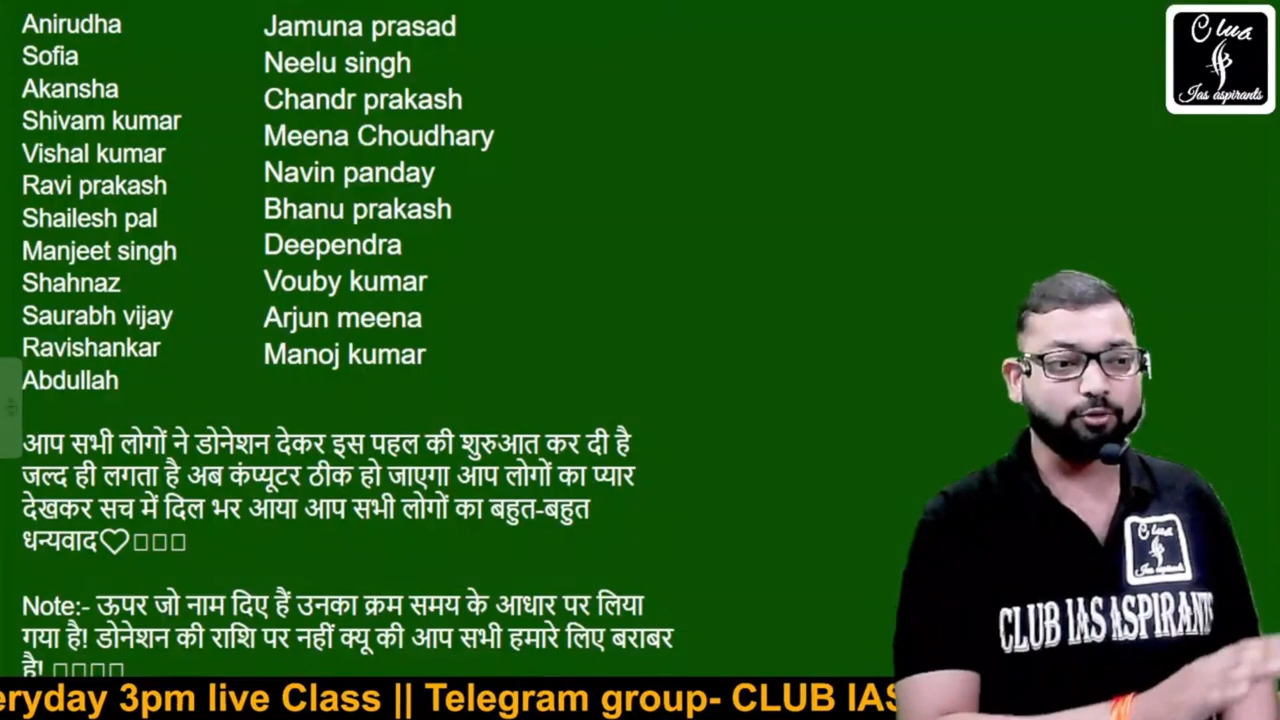 Anirudha
Sofia
Akansha
Shivam kumar
Vishal kumar
Ravi prakash
Shailesh pal
Manjeet singh
Shahnaz
Saurabh vijay
Ravishankar
Abdullah
Jamuna prasad
Neelu singh
Chandr prakash
Meena Choudhary
Navin panday
Bhanu prakash
Deependra
Vouby kumar
Arjun meena
Manoj kumar
आप सभी लोगों ने डोनेशन देकर इस पहल की शुरुआत कर दी है
जल्द ही लगता है अब कंप्यूटर ठीक हो जाएगा आप लोगों का प्यार
देखकर सच में दिल भर आया आप सभी लोगों का बहुत-बहुत
धन्यवाद♡□□□
Note:- ऊपर जो नाम दिए हैं उनका क्रम समय के आधार पर लिया
गया है! डोनेशन की राशि पर नहीं क्यू की आप सभी हमारे लिए बराबर
है! □□□□
eryday 3pm live Class || Telegram group- CLUB IAS
Clua
Ias aspirants
Clua
Ias aspirants
CLUB IAS ASPIRANT